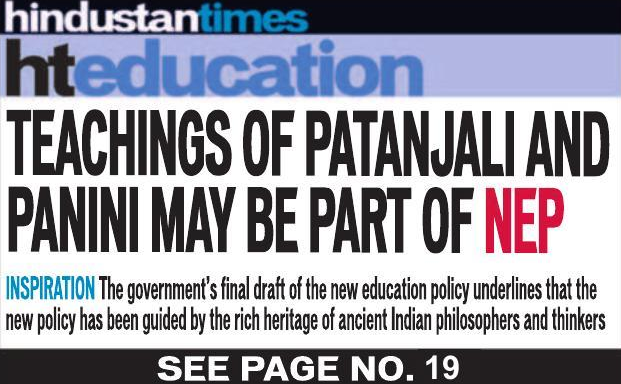 hindustantimes
hteducation
TEACHINGS OF PATANJALI AND
PANINI MAY BE PART OF NEP
INSPIRATION The government's final draft of the new education policy underlines that the
new policy has been guided by the rich heritage of ancient Indian philosophers and thinkers
SEE PAGE NO. 19